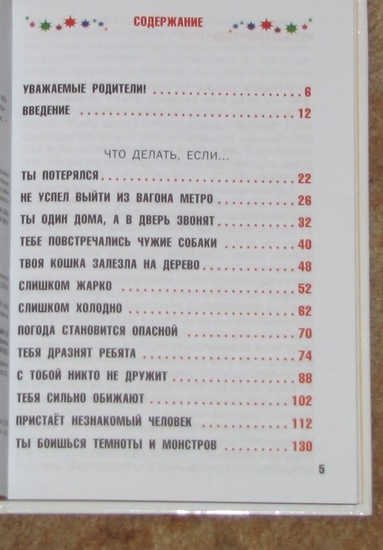 СОДЕРЖАНИЕ
УВАЖАЕМЫЕ РОДИТЕЛИ! 6
ВВЕДЕНИЕ 12
ЧТО ДЕЛАТЬ, ЕСЛИ...
ТЫ ПОТЕРЯЛСЯ 22
НЕ УСПЕЛ ВЫЙТИ ИЗ ВАГОНА МЕТРО 26
ТЫ ОДИН ДОМА, А В ДВЕРЬ ЗВОНЯТ 32
ТЕБЕ ПОВСТРЕЧАЛИСЬ ЧУЖИЕ СОБАКИ 40
ТВОЯ КОШКА ЗАЛЕЗЛА НА ДЕРЕВО 48
СЛИШКОМ ЖАРКО 52
СЛИШКОМ ХОЛОДНО 62
ПОГОДА СТАНОВИТСЯ ОПАСНОЙ 70
ТЕБЯ ДРАЗНЯТ РЕБЯТА 74
С ТОБОЙ НИКТО НЕ ДРУЖИТ 88
ТЕБЯ СИЛЬНО ОБИЖАЮТ 102
ПРИСТАЁТ НЕЗНАКОМЫЙ ЧЕЛОВЕК 112
ТЫ БОИШЬСЯ ТЕМНОТЫ И МОНСТРОВ 130
5